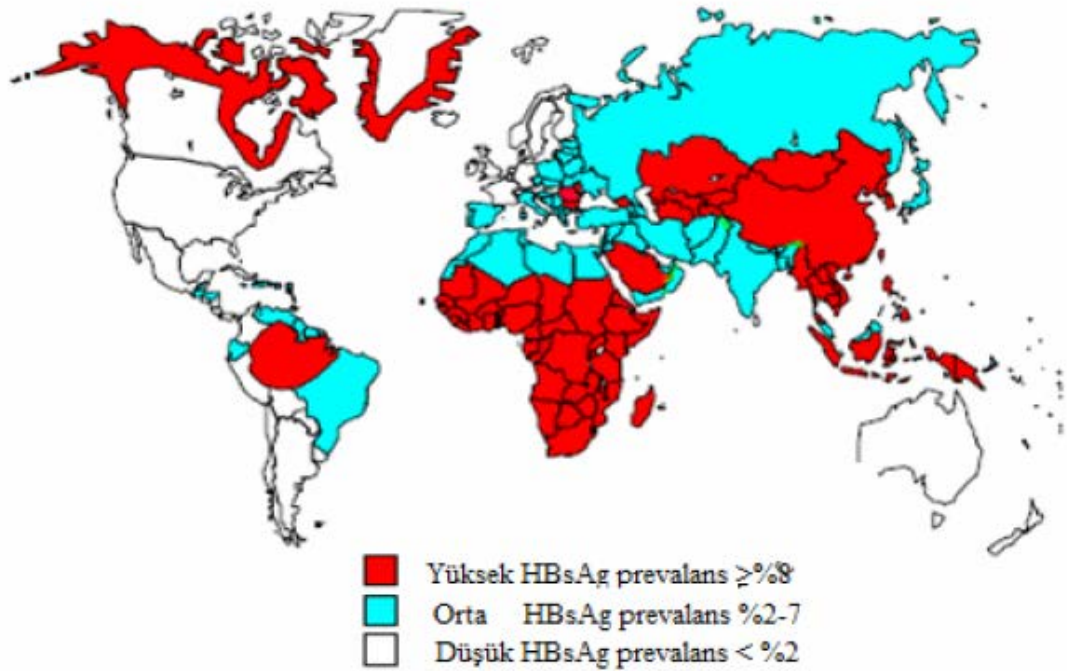 Yüksek HBsAg prevalans ≥%8
Orta HBsAg prevalans %2-7
Düşük HBsAg prevalans < %2